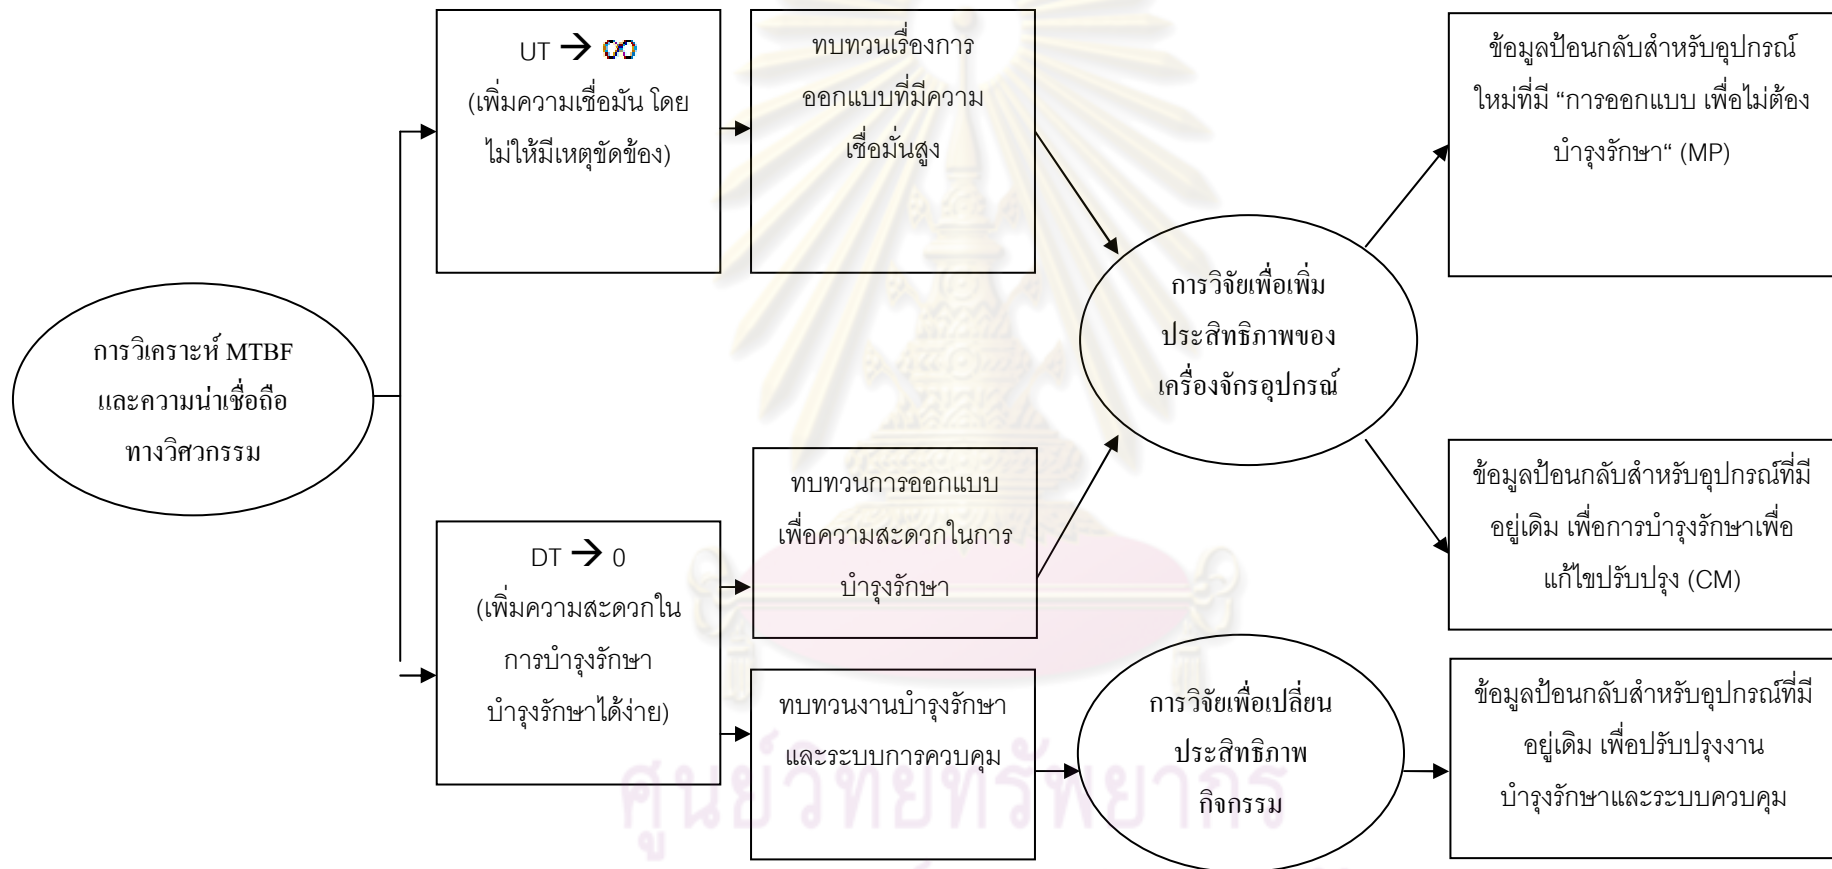 การวิเคราะห์ MTBF
และความน่าเชื่อถือ
ทางวิศวกรรม
UT → ∞
(เพิ่มความเชื่อมัน โดย
ไม่ให้มีเหตุขัดข้อง)
ทบทวนเรื่องการ
ออกแบบที่มีความ
เชื่อมั่นสูง
DT → 0
(เพิ่มความสะดวกใน
การบำรุงรักษา
บำรุงรักษาได้ง่าย)
ทบทวนการออกแบบ
เพื่อความสะดวกในการ
บำรุงรักษา
ทบทวนงานบำรุงรักษา
และระบบการควบคุม
การวิจัยเพื่อเพิ่ม
ประสิทธิภาพของ
เครื่องจักรอุปกรณ์
การวิจัยเพื่อเปลี่ยน
ประสิทธิภาพ
กิจกรรม
ข้อมูลป้อนกลับสำหรับอุปกรณ์
ใหม่ที่มี “การออกแบบ เพื่อไม่ต้อง
บำรุงรักษา“ (MP)
ข้อมูลป้อนกลับสำหรับอุปกรณ์ที่มี
อยู่เดิม เพื่อการบำรุงรักษาเพื่อ
แก้ไขปรับปรุง (CM)
ข้อมูลป้อนกลับสำหรับอุปกรณ์ที่มี
อยู่เดิม เพื่อปรับปรุงงาน
บำรุงรักษาและระบบควบคุม
ศูนย์วิทยทรัพยากร